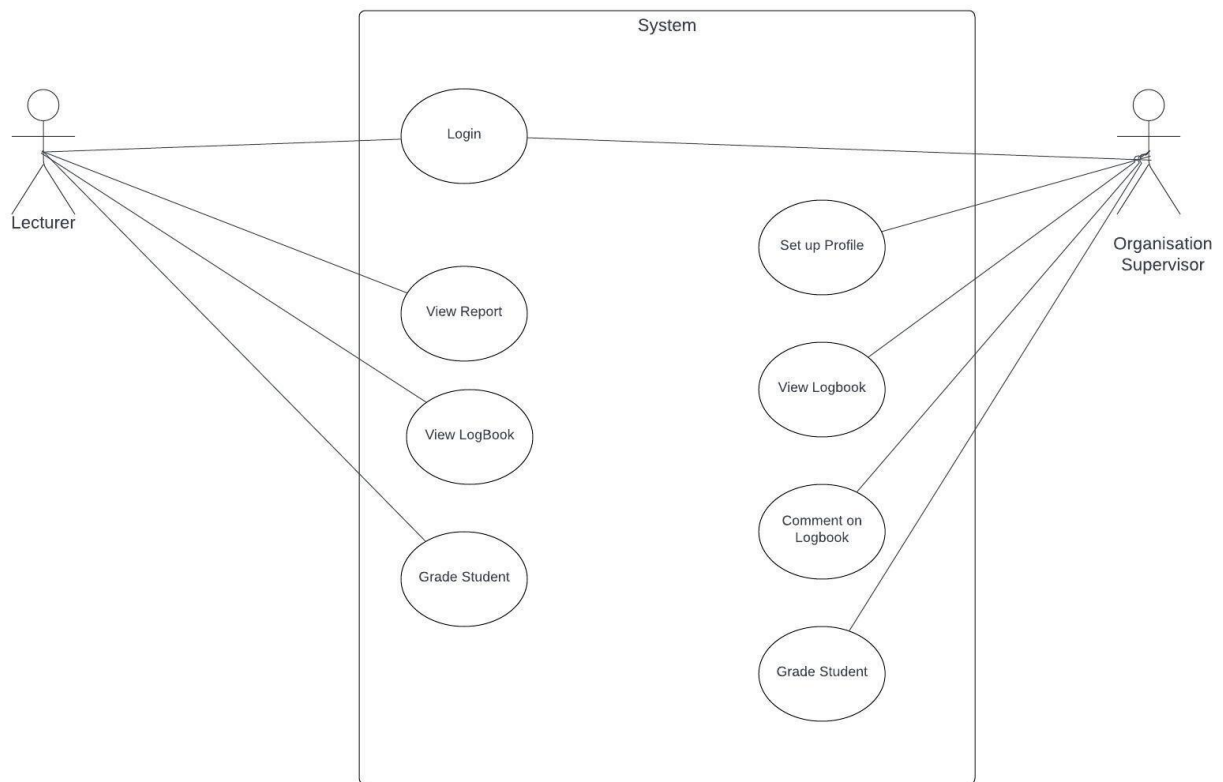 System
Login
Lecturer
Set up Profile
Organisation
Supervisor
View Report
View Logbook
View LogBook
Comment on
Logbook
Grade Student
Grade Student